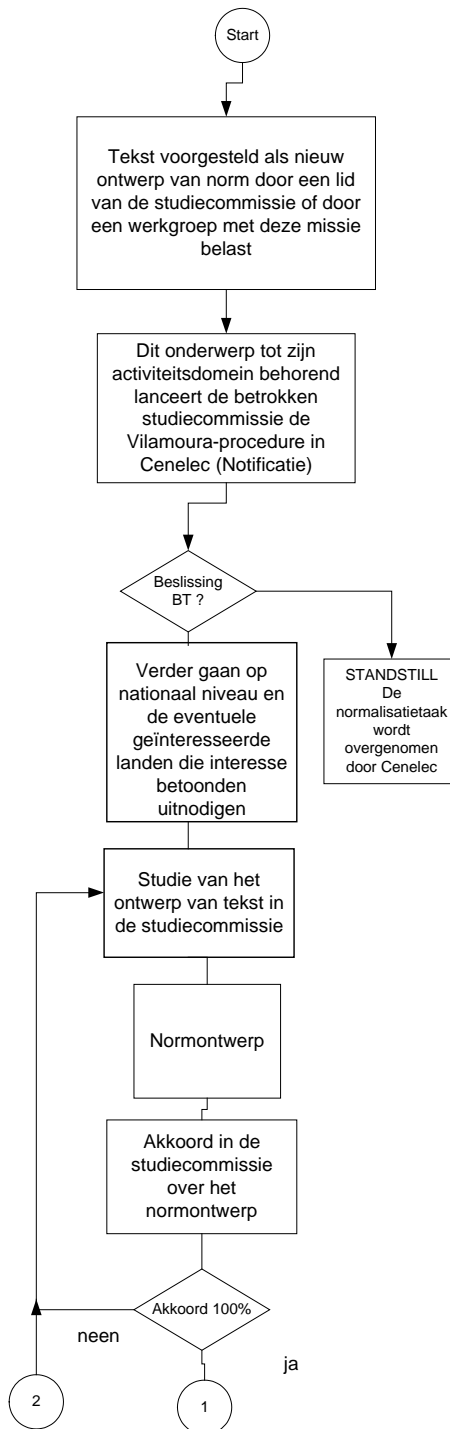 Start
Tekst voorgesteld als nieuw
ontwerp van norm door een lid
van de studiecommissie of door
een werkgroep met deze missie
belast
Dit onderwerp tot zijn
activiteitsdomein behorend
lanceert de betrokken
studiecommissie de
Vilamoura-procedure in
Cenelec (Notificatie)
Beslissing
BT ?
Verder gaan op
nationaal niveau en
de eventuele
geïnteresseerde
landen die interesse
betoonden
uitnodigen
STANDSTILL
De
normalisatietaak
wordt
overgenomen
door Cenelec
Studie van het
ontwerp van tekst in
de studiecommissie
Normontwerp
Akkoord in de
studiecommissie
over het
normontwerp
Akkoord 100%
neen
ja
2
1